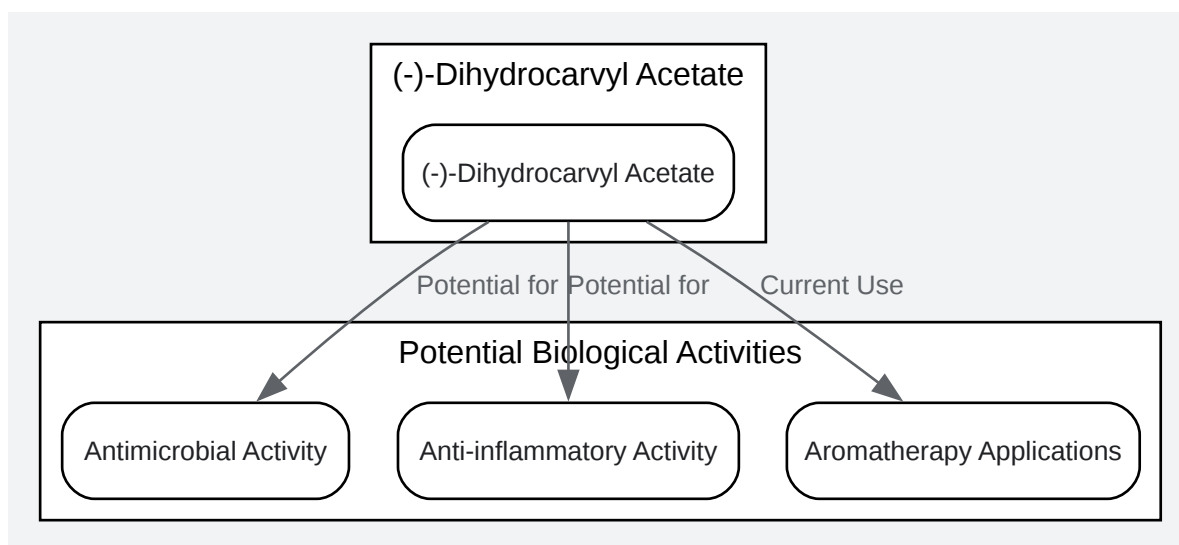 (-)-Dihydrocarvyl Acetate
(-)-Dihydrocarvyl Acetate
Potential for Potential for Current Use
Potential Biological Activities
Antimicrobial Activity Anti-inflammatory Activity Aromatherapy Applications